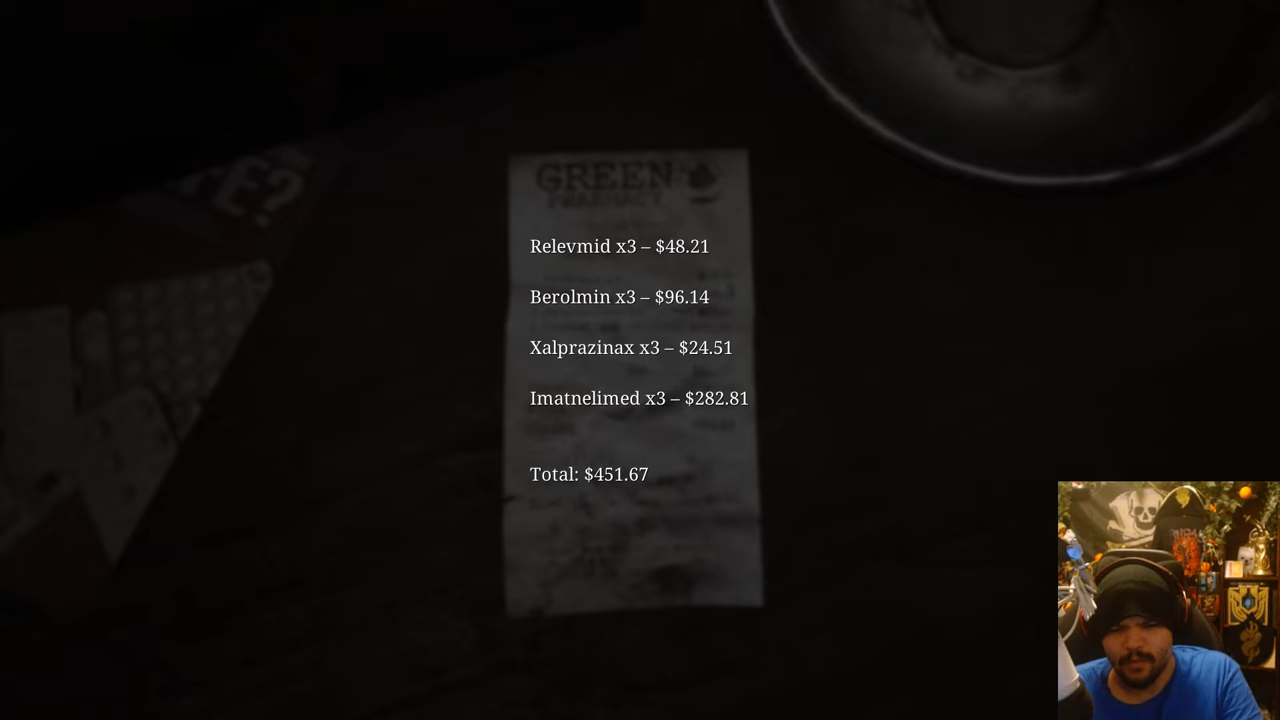 GREEN
PHARMACY
Relevmid x3 – $48.21
Berolmin x3 – $96.14
Xalprazinax x3 – $24.51
Imatnelimed x3 – $282.81
Total: $451.67